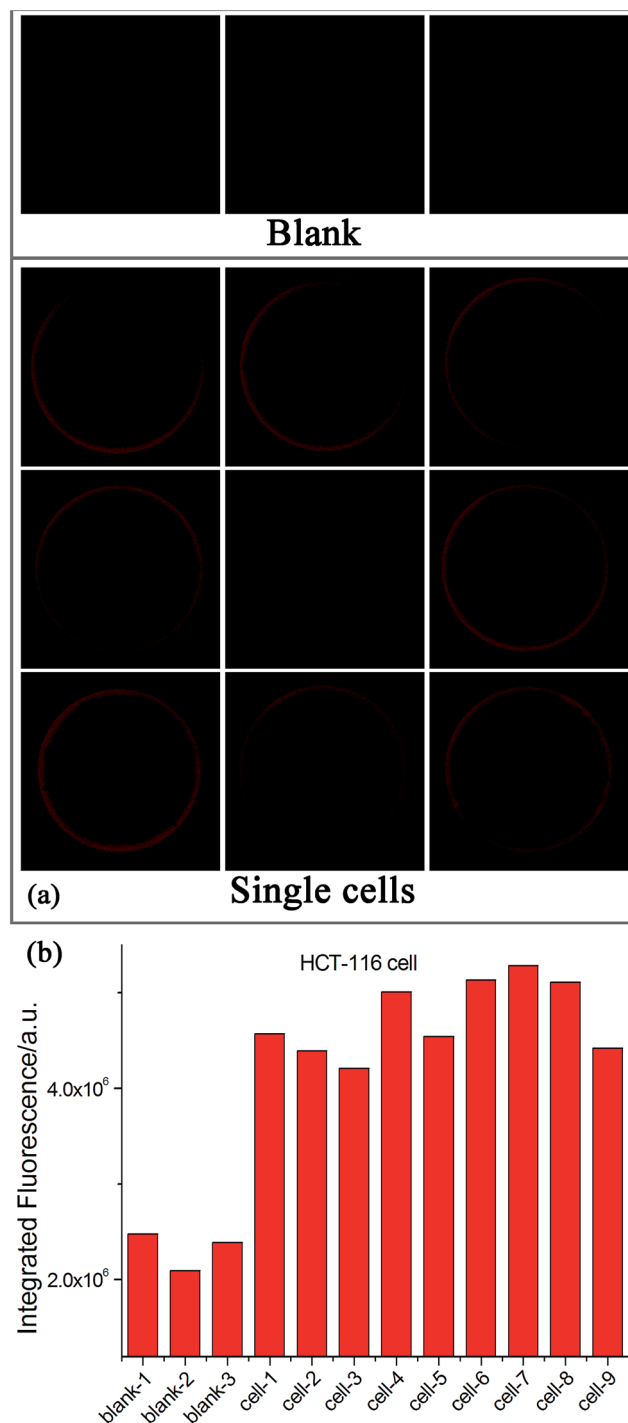 Blank
(a)
Single cells
(b)
HCT-116 cell
Integrated Fluorescence/a.u.
4.0x10⁶
2.0x10⁶
blank-1
blank-2
blank-3
cell-1
cell-2
cell-3
cell-4
cell-5
cell-6
cell-7
cell-8
cell-9